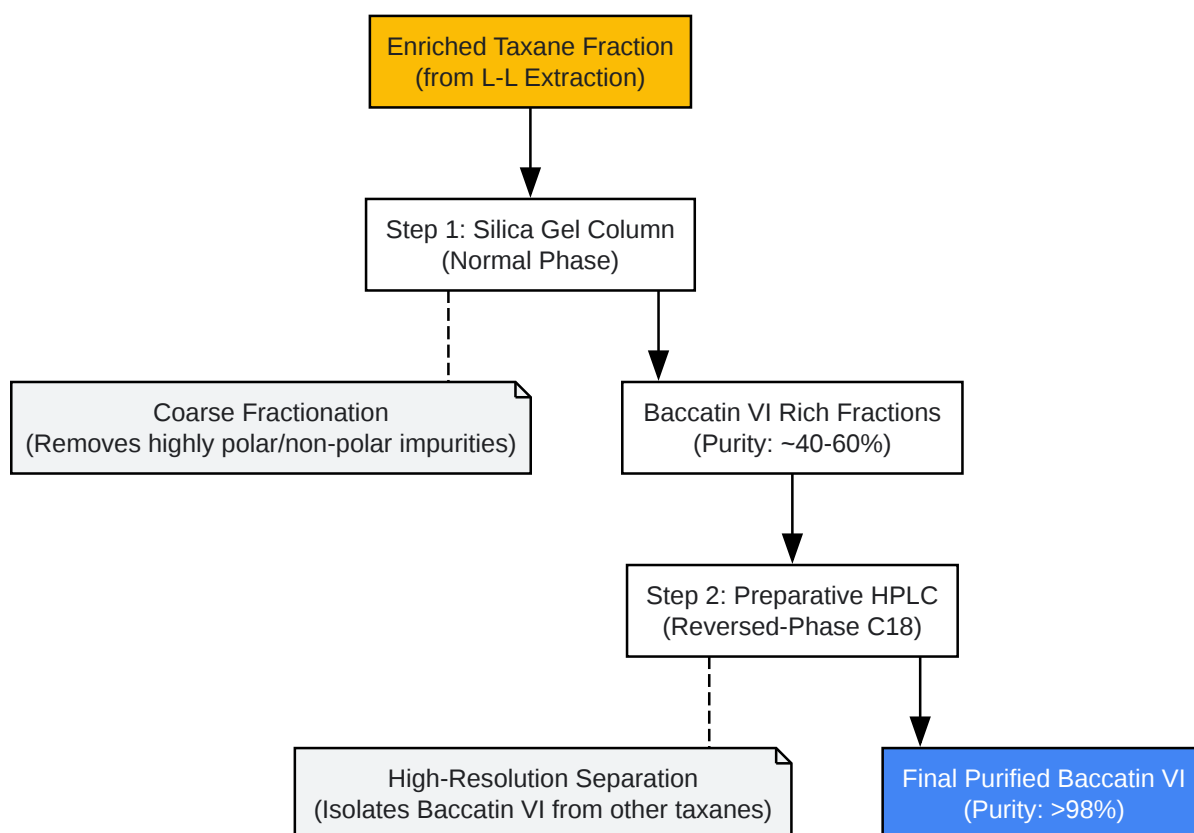 Enriched Taxane Fraction
(from L-L Extraction)
Step 1: Silica Gel Column
(Normal Phase)
Coarse Fractionation
(Removes highly polar/non-polar impurities)
Baccatin VI Rich Fractions
(Purity: ~40-60%)
Step 2: Preparative HPLC
(Reversed-Phase C18)
High-Resolution Separation
(Isolates Baccatin VI from other taxanes)
Final Purified Baccatin VI
(Purity: >98%)